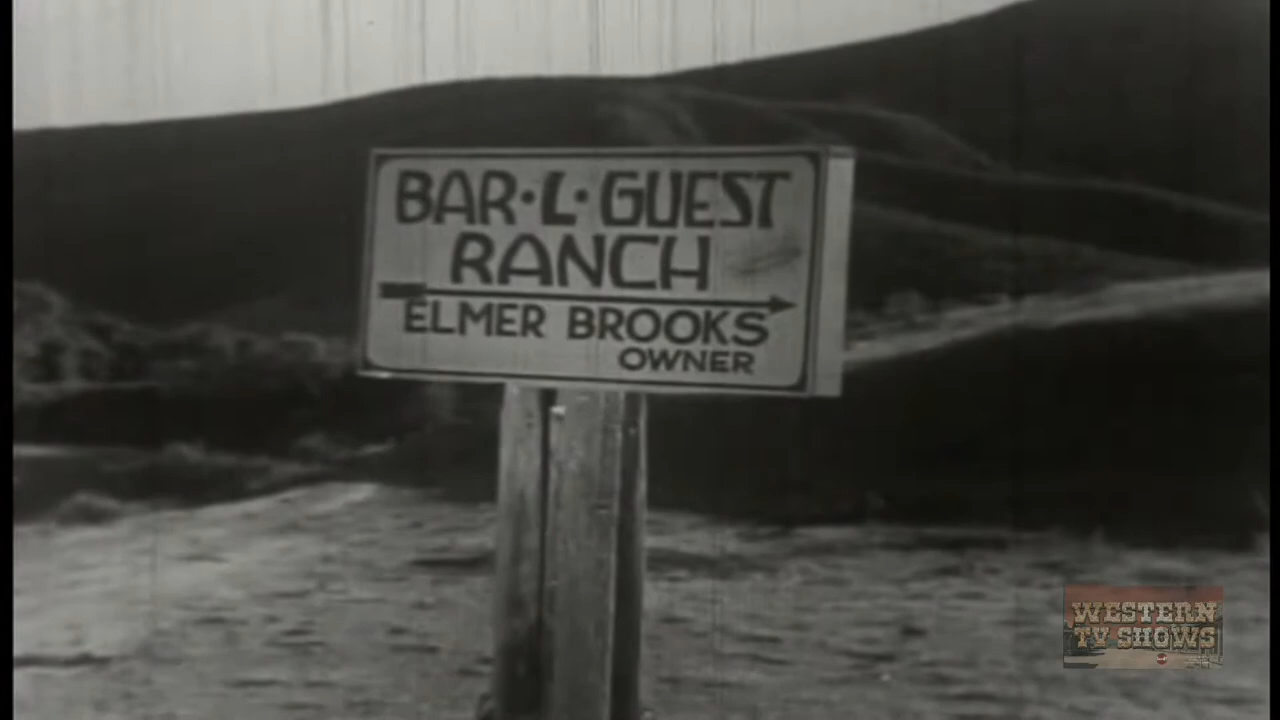 BAR·L·GUEST
RANCH
ELMER BROOKS
OWNER
WESTERN
TV SHOWS